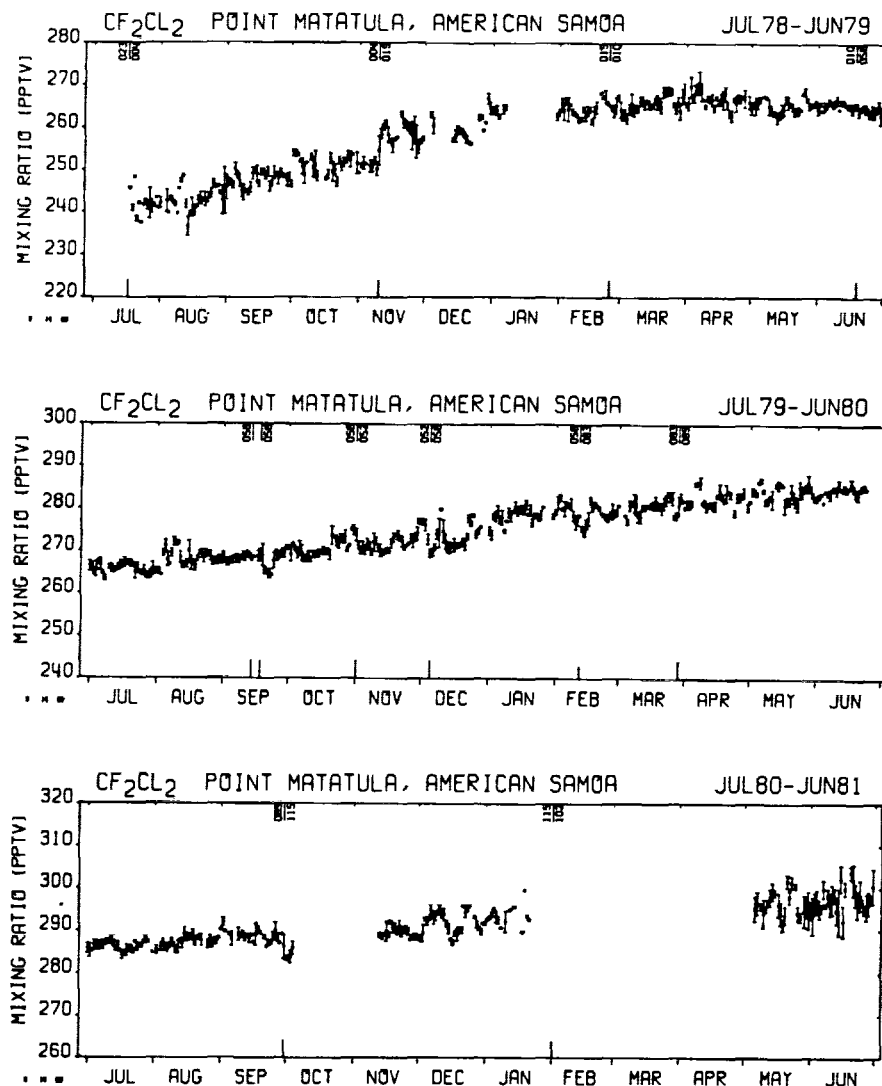 CF2CL2 POINT MATATULA, AMERICAN SAMOA JUL78-JUN79
MIXING RATIO (PPTV)
280
270
260
250
240
230
220
JUL AUG SEP OCT NOV DEC JAN FEB MAR APR MAY JUN
CF2CL2 POINT MATATULA, AMERICAN SAMOA JUL79-JUN80
MIXING RATIO (PPTV)
300
290
280
270
260
250
240
JUL AUG SEP OCT NOV DEC JAN FEB MAR APR MAY JUN
CF2CL2 POINT MATATULA, AMERICAN SAMOA JUL80-JUN81
MIXING RATIO (PPTV)
320
310
300
290
280
270
260
JUL AUG SEP OCT NOV DEC JAN FEB MAR APR MAY JUN